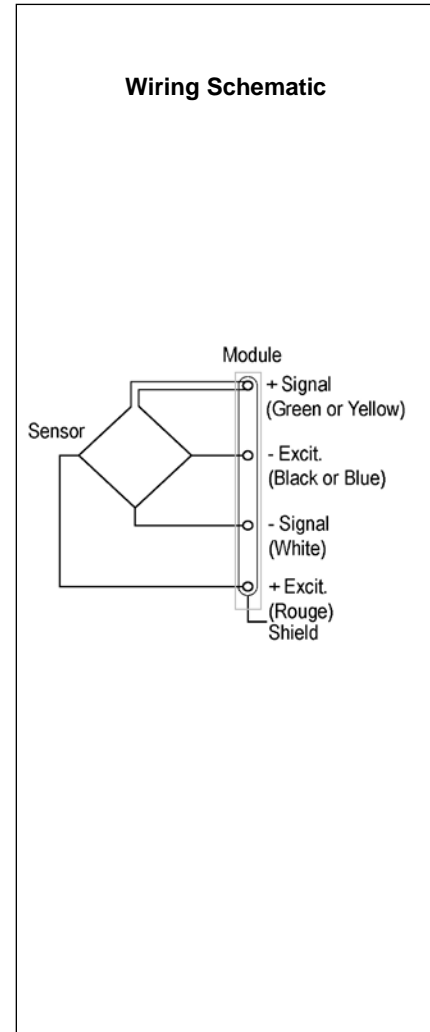 Wiring Schematic
Module
+ Signal
(Green or Yellow)
Sensor
- Excit.
(Black or Blue)
- Signal
(White)
+ Excit.
(Rouge)
Shield